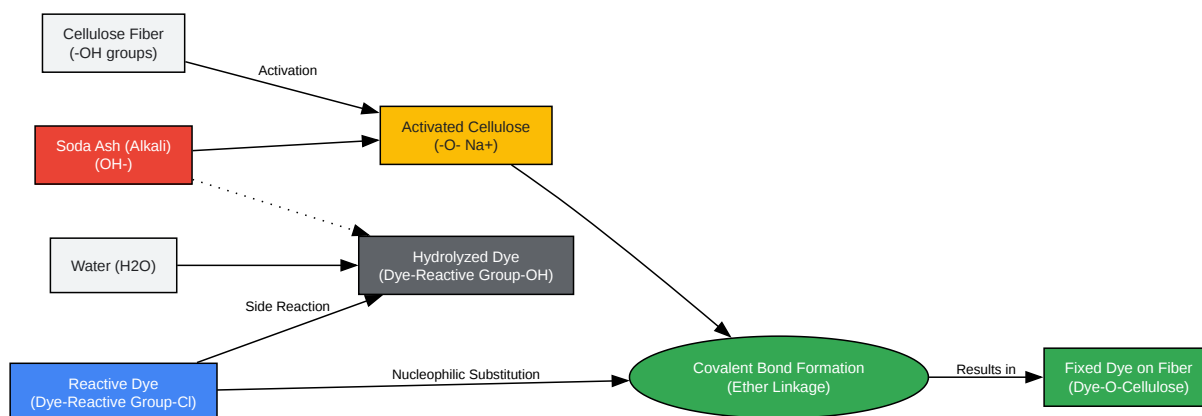 Cellulose Fiber
(-OH groups)
Activation
Soda Ash (Alkali)
(OH-)
Activated Cellulose
(-O- Na+)
Water (H2O)
Hydrolyzed Dye
(Dye-Reactive Group-OH)
Side Reaction
Reactive Dye
(Dye-Reactive Group-Cl)
Nucleophilic Substitution
Covalent Bond Formation
(Ether Linkage)
Results in
Fixed Dye on Fiber
(Dye-O-Cellulose)